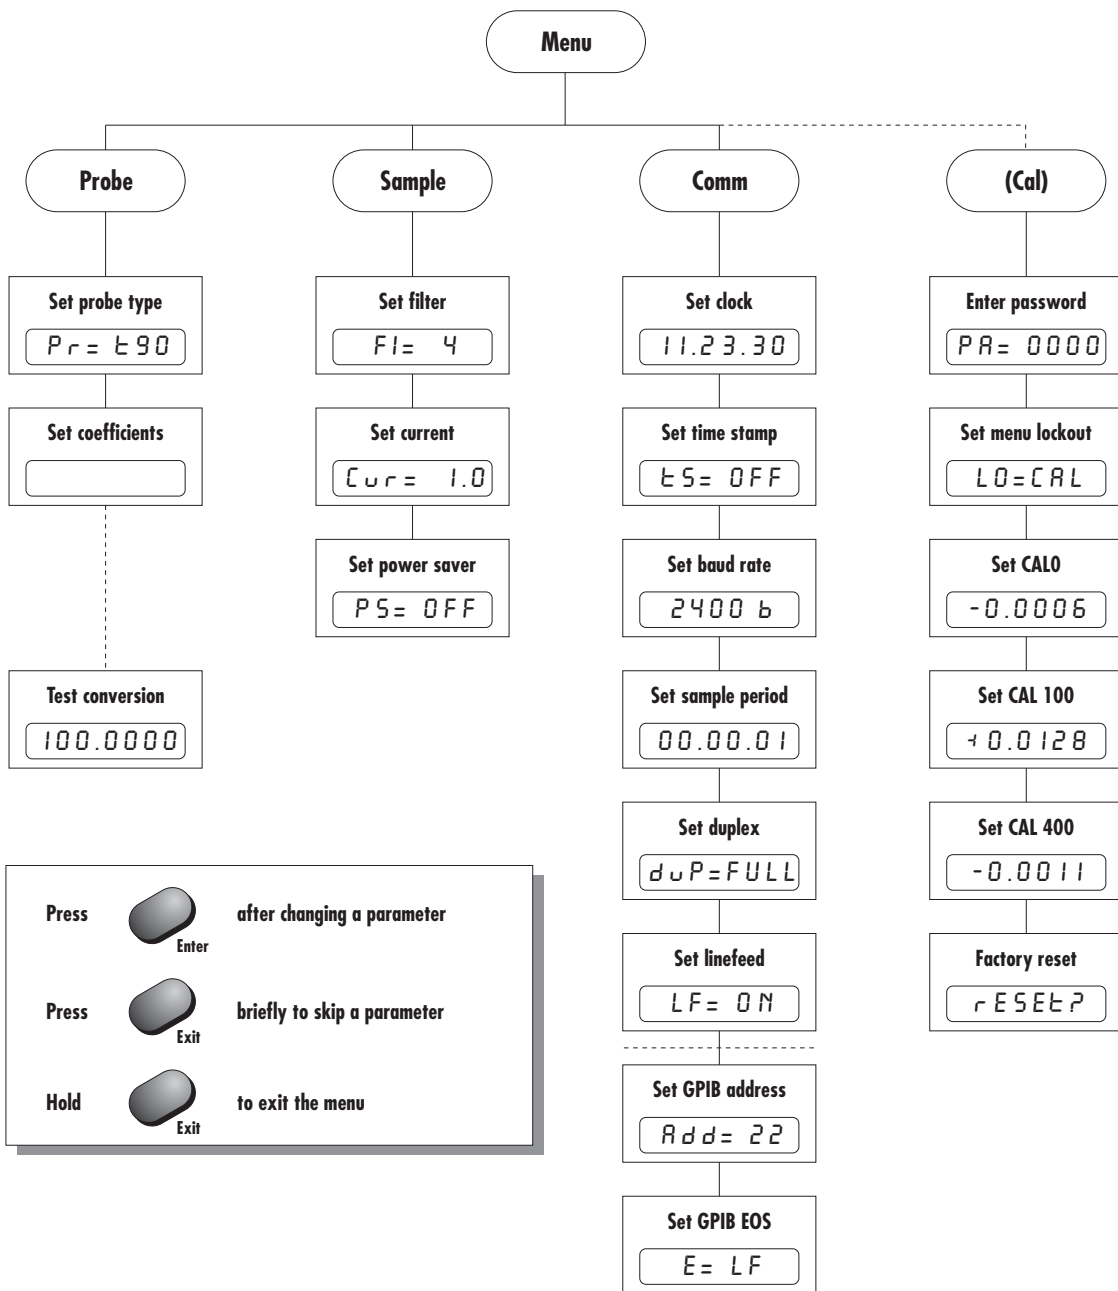 Menu
Probe
Set probe type
Pr= t90
Set coefficients
Test conversion
100.0000
Sample
Set filter
FI= 4
Set current
Cur= 1.0
Set power saver
PS= OFF
Comm
Set clock
11.23.30
Set time stamp
tS= OFF
Set baud rate
2400 b
Set sample period
00.00.01
Set duplex
duP=FULL
Set linefeed
LF= ON
Set GPIB address
Add= 22
Set GPIB EOS
E= LF
(Cal)
Enter password
PA= 0000
Set menu lockout
LO=CAL
Set CAL0
-0.0006
Set CAL 100
+0.0128
Set CAL 400
-0.0011
Factory reset
rESEt?
Press Enter after changing a parameter
Press Exit briefly to skip a parameter
Hold Exit to exit the menu